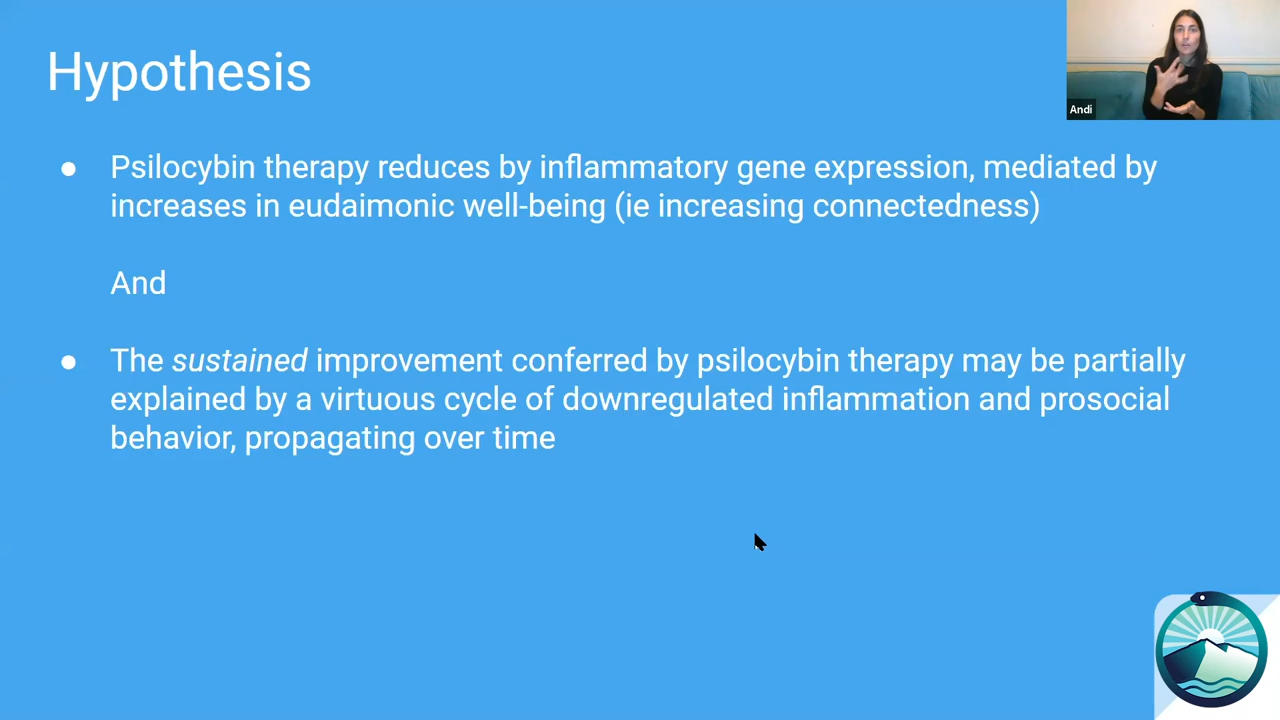 Hypothesis
Andi
● Psilocybin therapy reduces by inflammatory gene expression, mediated by
increases in eudaimonic well-being (ie increasing connectedness)
And
● The sustained improvement conferred by psilocybin therapy may be partially
explained by a virtuous cycle of downregulated inflammation and prosocial
behavior, propagating over time